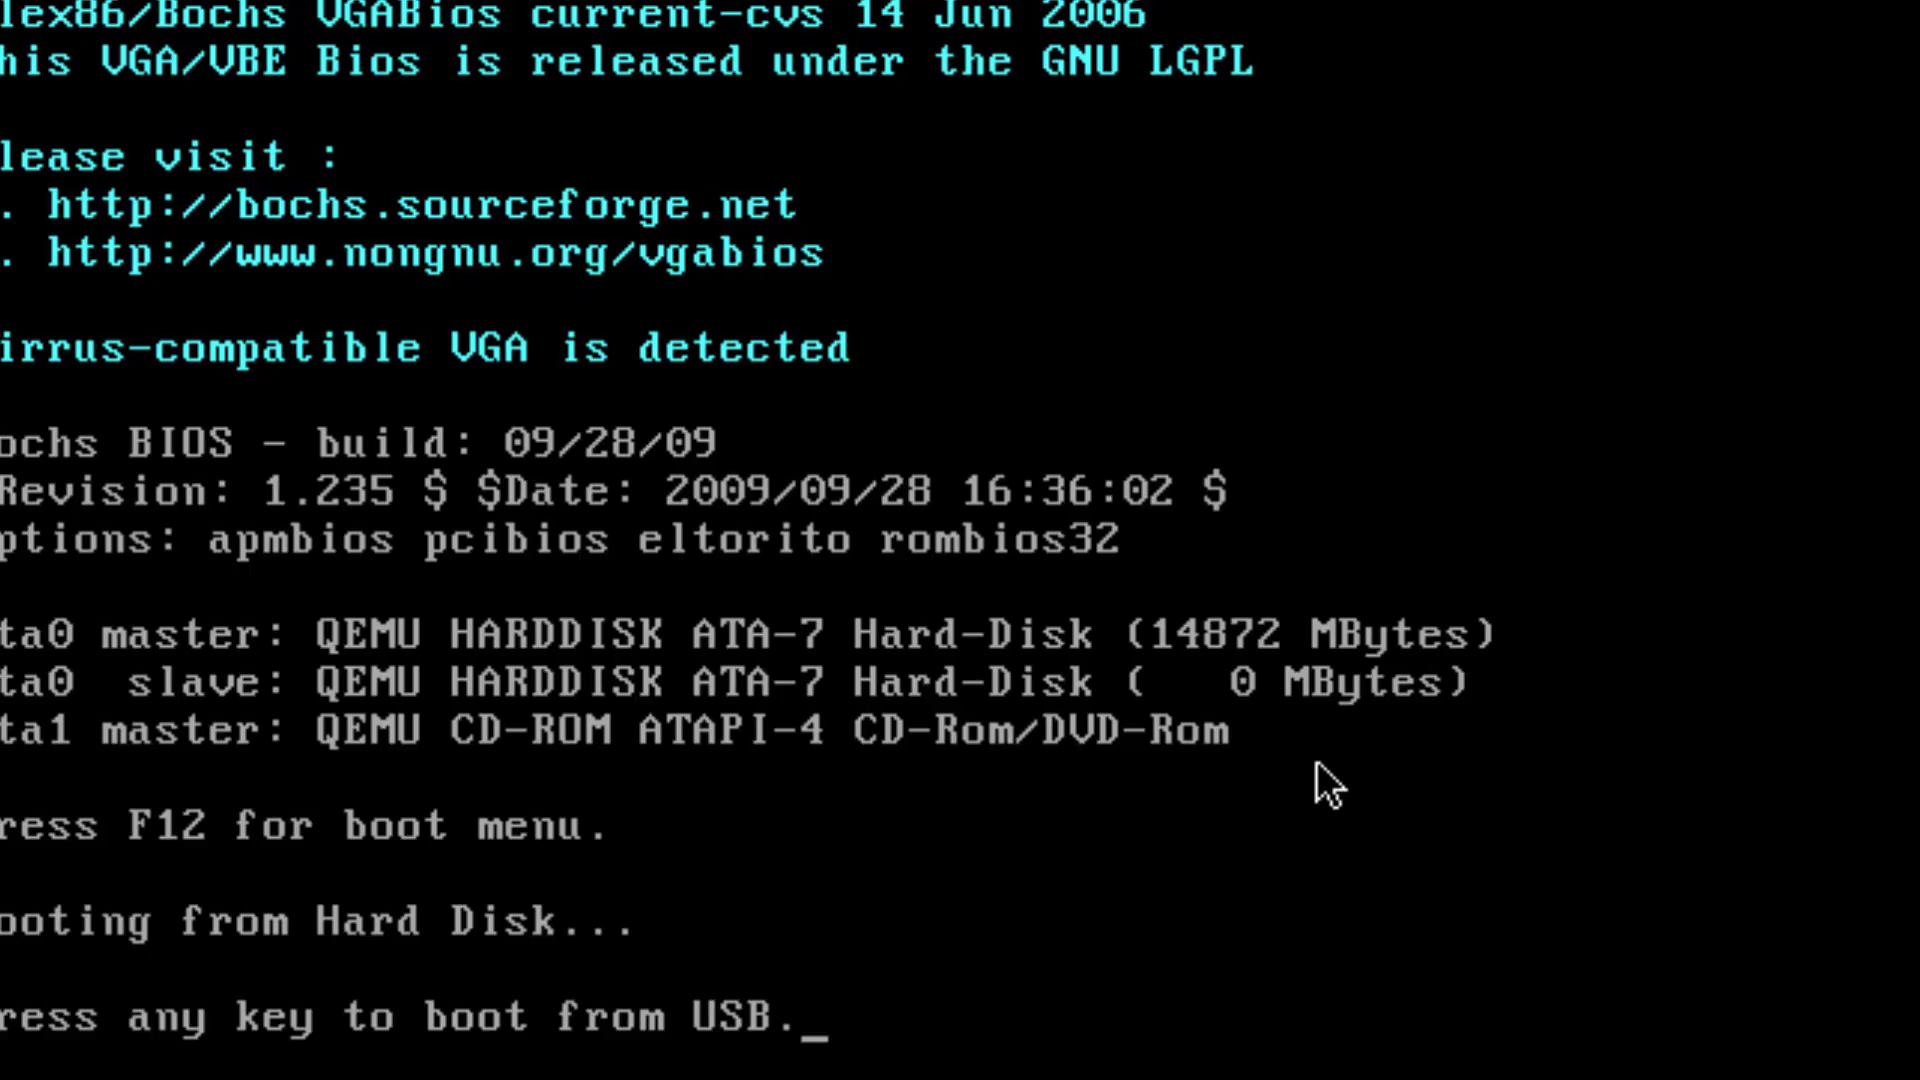 lex86/Bochs VGABios current-cvs 14 Jun 2006
his VGA/VBE Bios is released under the GNU LGPL
lease visit :
. http://bochs.sourceforge.net
. http://www.nongnu.org/vgabios
irrus-compatible VGA is detected
ochs BIOS - build: 09/28/09
Revision: 1.235 $ $Date: 2009/09/28 16:36:02 $
ptions: apmbios pcibios eltorito rombios32
ta0 master: QEMU HARDDISK ATA-7 Hard-Disk (14872 MBytes)
ta0  slave: QEMU HARDDISK ATA-7 Hard-Disk (   0 MBytes)
ta1 master: QEMU CD-ROM ATAPI-4 CD-Rom/DVD-Rom
ress F12 for boot menu.
ooting from Hard Disk...
ress any key to boot from USB._